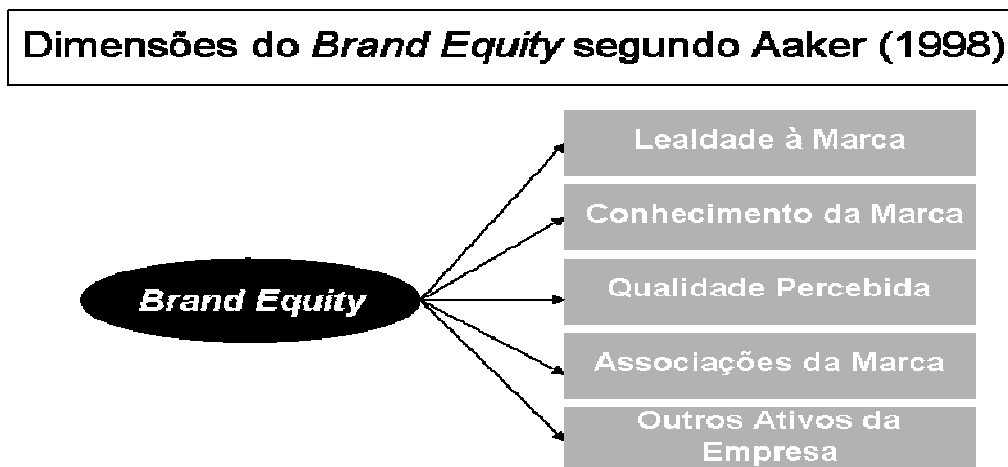 Dimensões do Brand Equity segundo Aaker (1998)
Lealdade à Marca
Conhecimento da Marca
Brand Equity
Qualidade Percebida
Associações da Marca
Outros Ativos da
Empresa